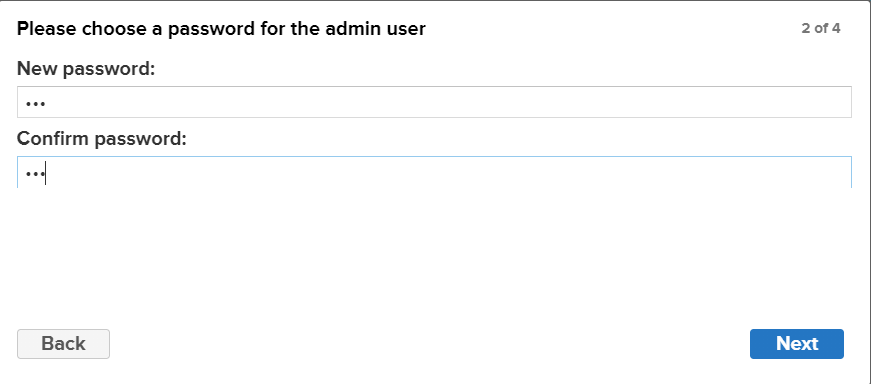 Please choose a password for the admin user
2 of 4
New password:
•••
Confirm password:
•••
Back
Next